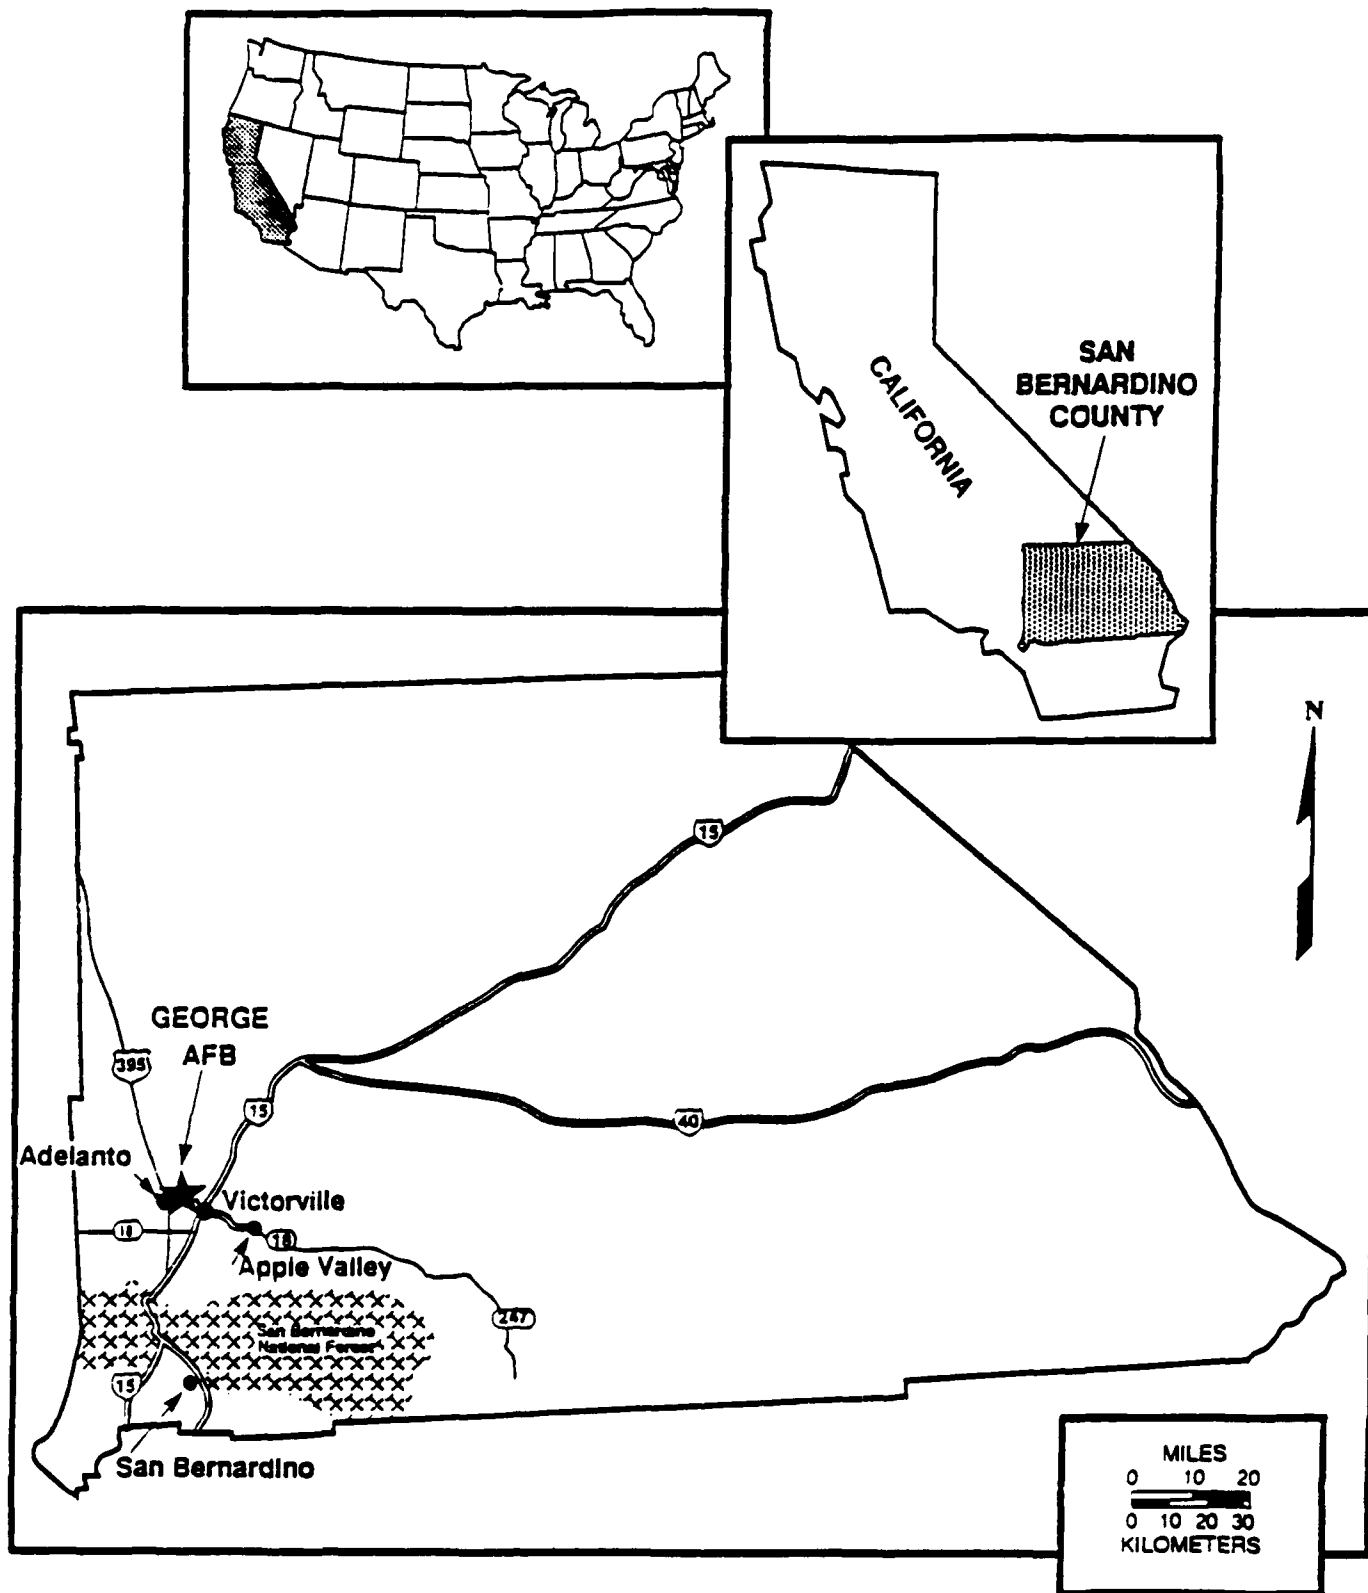 SAN
BERNARDINO
COUNTY
CALIFORNIA
N
15
GEORGE
AFB
395
15
40
Adelanto
Victorville
18
18
Apple Valley
San Bernardino
National Forest
247
15
San Bernardino
MILES
0 10 20
0 10 20 30
KILOMETERS